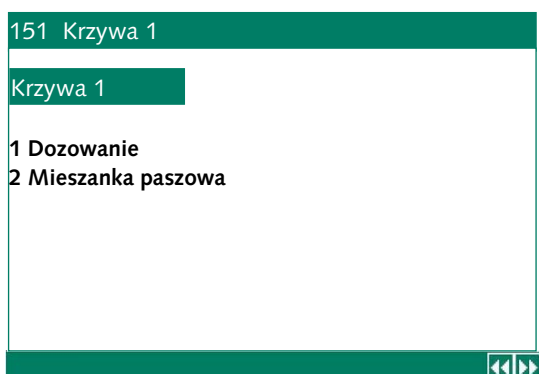 151 Krzywa 1
Krzywa 1
1 Dozowanie
2 Mieszanka paszowa